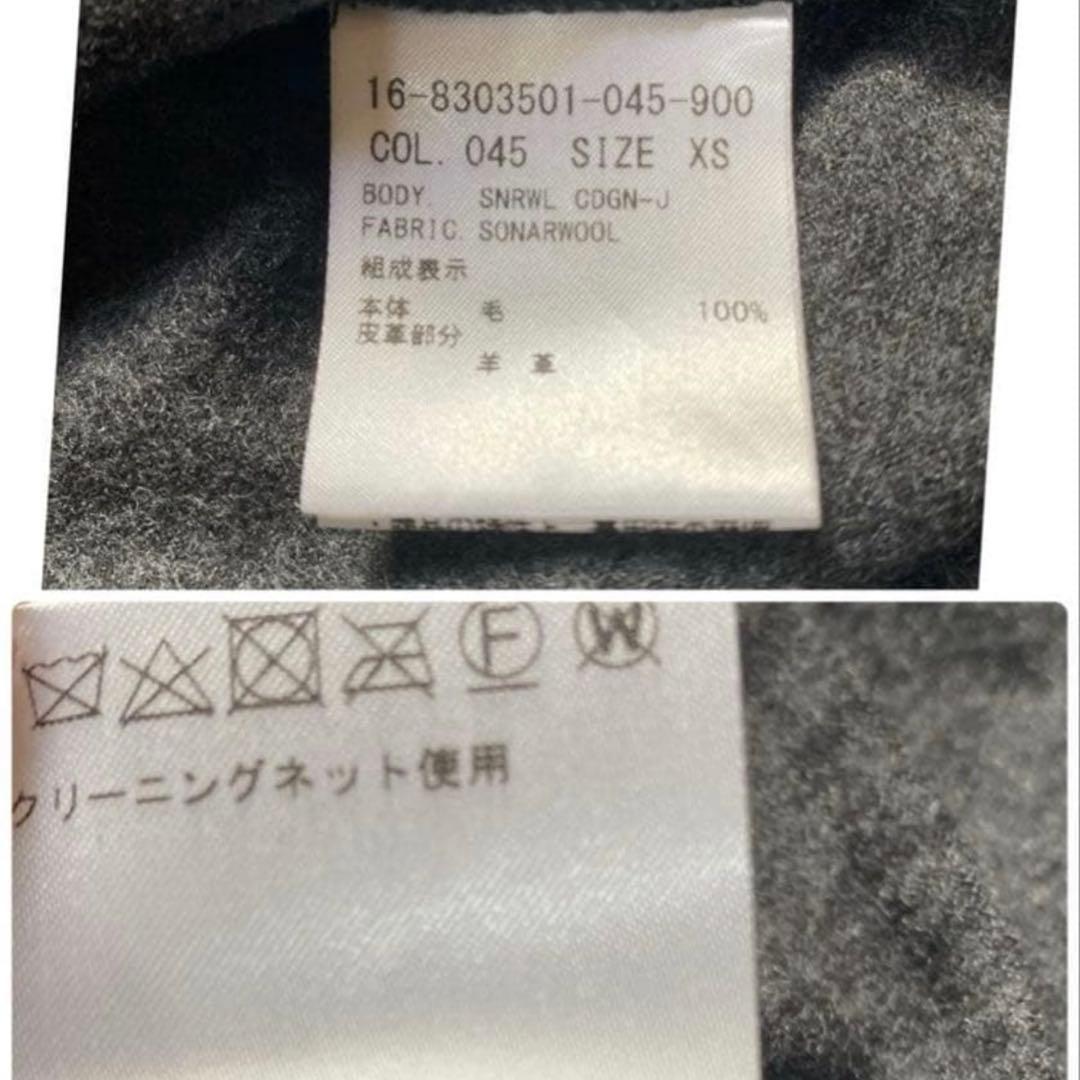 16-8303501-045-900
COL. 045 SIZE XS
BODY. SNRWL CDGN-J
FABRIC. SONARWOOL
組成表示
本体 毛 100%
皮革部分
羊 革
F W
クリーニングネット使用